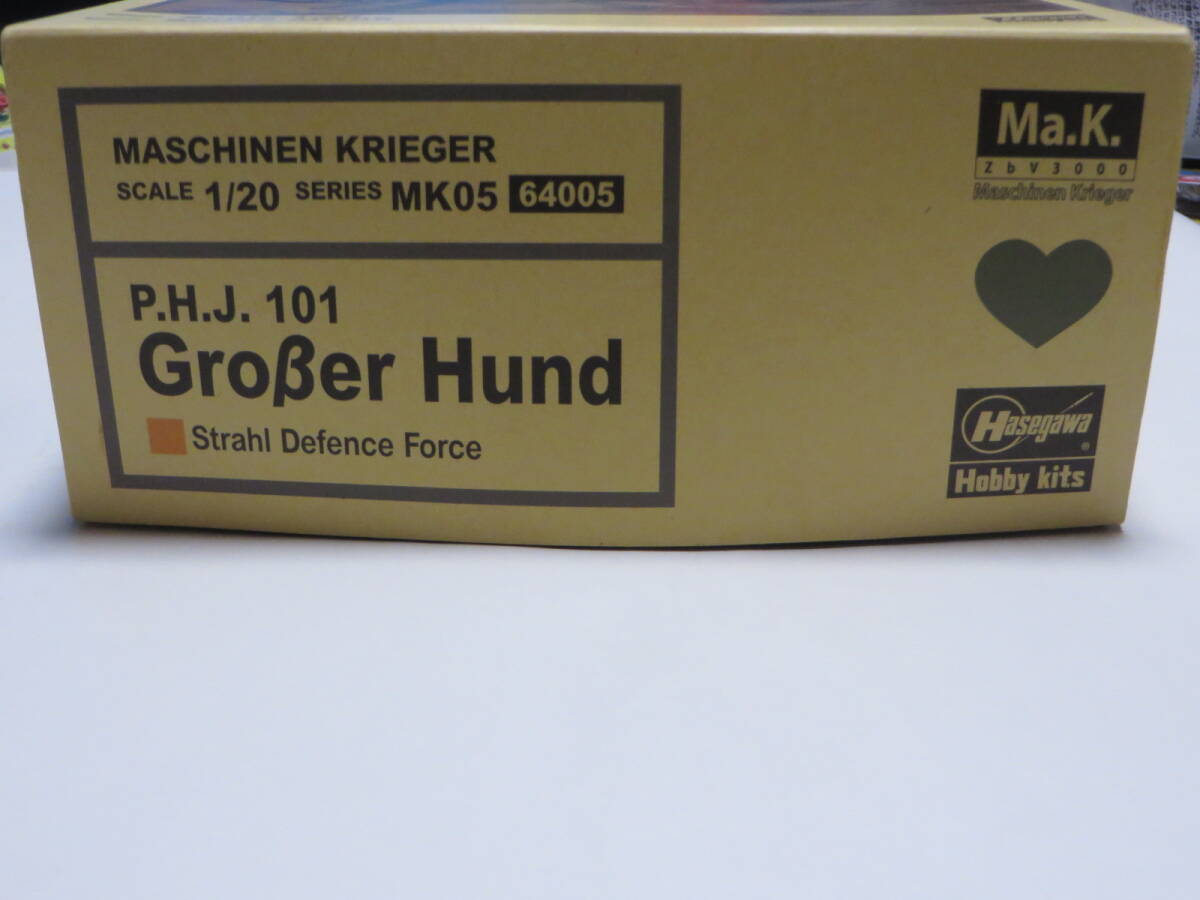 MASCHINEN KRIEGER
SCALE 1/20 SERIES MK05 64005
P.H.J. 101
Großer Hund
Strahl Defence Force
Ma.K.
ZbV3000
Maschinen Krieger
Hasegawa ®
Hobby kits